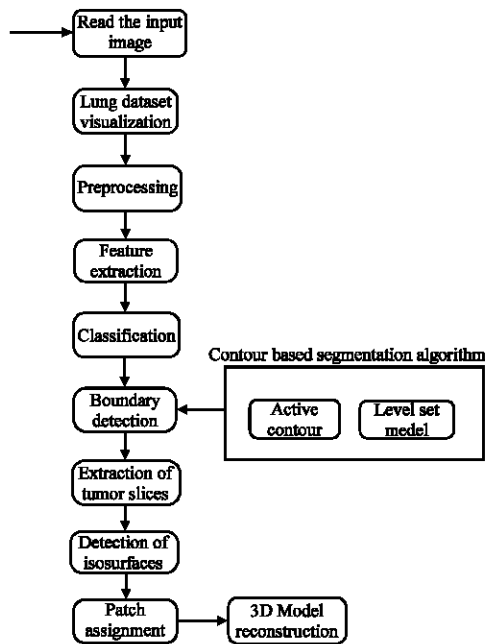 Read the input
image
Lung dataset
visualization
Preprocessing
Feature
extraction
Classification
Contour based segmentation algorithm
Boundary
detection
Active
contour
Level set
medel
Extraction of
tumor slices
Detection of
isosurfaces
Patch
assignment
3D Model
reconstruction